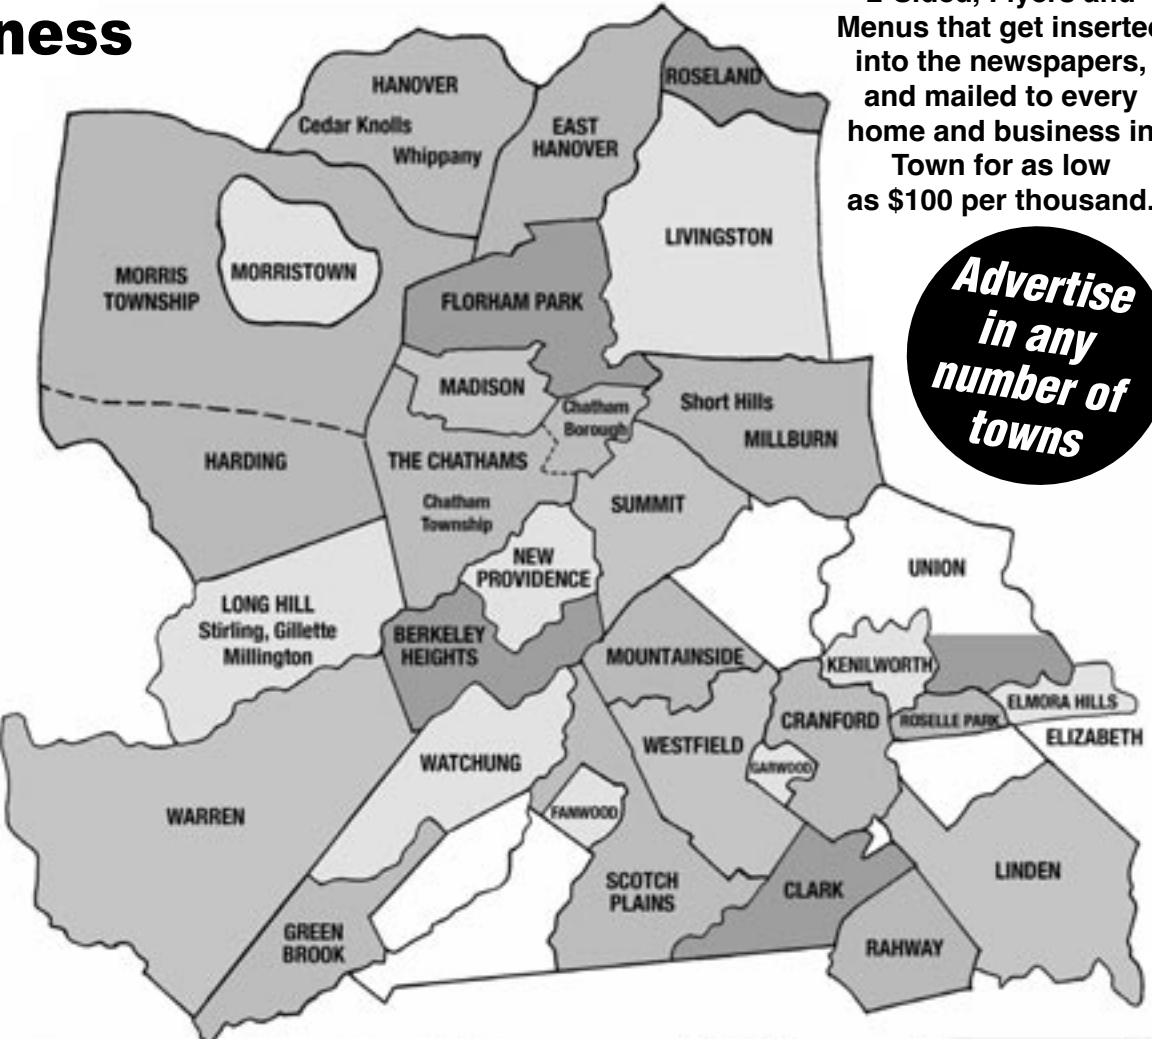 ness
2-Sided, Flyers and
Menus that get inserted
into the newspapers,
and mailed to every
home and business in
Town for as low
as $100 per thousand.
Advertise
in any
number of
towns
HANOVER
Cedar Knolls
Whippany
EAST
HANOVER
ROSELAND
LIVINGSTON
MORRIS
TOWNSHIP
MORRISTOWN
FLORHAM PARK
MADISON
Chatham
Borough
Short Hills
MILLBURN
HARDING
THE CHATHAMS
Chatham
Township
SUMMIT
NEW
PROVIDENCE
UNION
LONG HILL
Stirling, Gillette
Millington
BERKELEY
HEIGHTS
MOUNTAINSIDE
KENILWORTH
ELMORA HILLS
ROSELLE PARK
CRANFORD
ELIZABETH
WESTFIELD
GARWOOD
WATCHUNG
WARREN
FANWOOD
SCOTCH
PLAINS
CLARK
LINDEN
GREEN
BROOK
RAHWAY